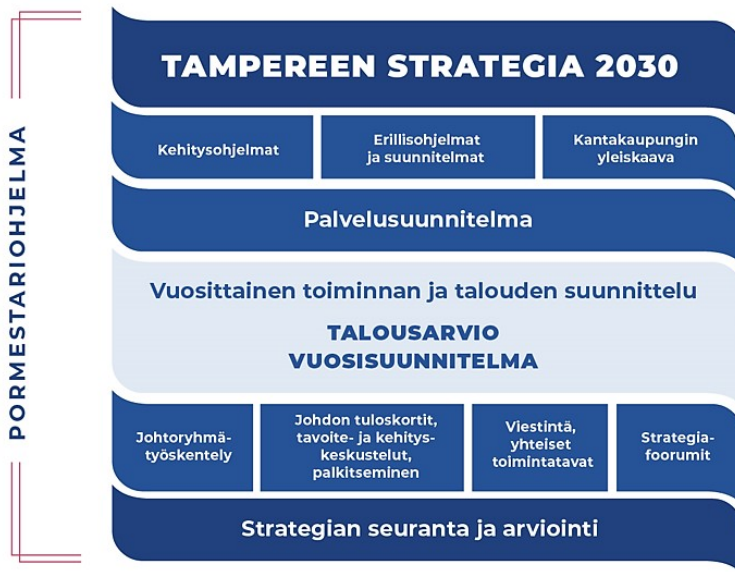 PORMESTARIOHJELMA
TAMPEREEN STRATEGIA 2030
Kehitysohjelmat
Erillisohjelmat
ja suunnitelmat
Kantakaupungin
yleiskaava
Palvelusuunnitelma
Vuosittainen toiminnan ja talouden suunnittelu
TALOUSARVIO
VUOSISUUNNITELMA
Johtoryhmä-
työskentely
Johdon tuloskortit,
tavoite- ja kehitys-
keskustelut,
palkitseminen
Viestintä,
yhteiset
toimintatavat
Strategia-
foorumit
Strategian seuranta ja arviointi